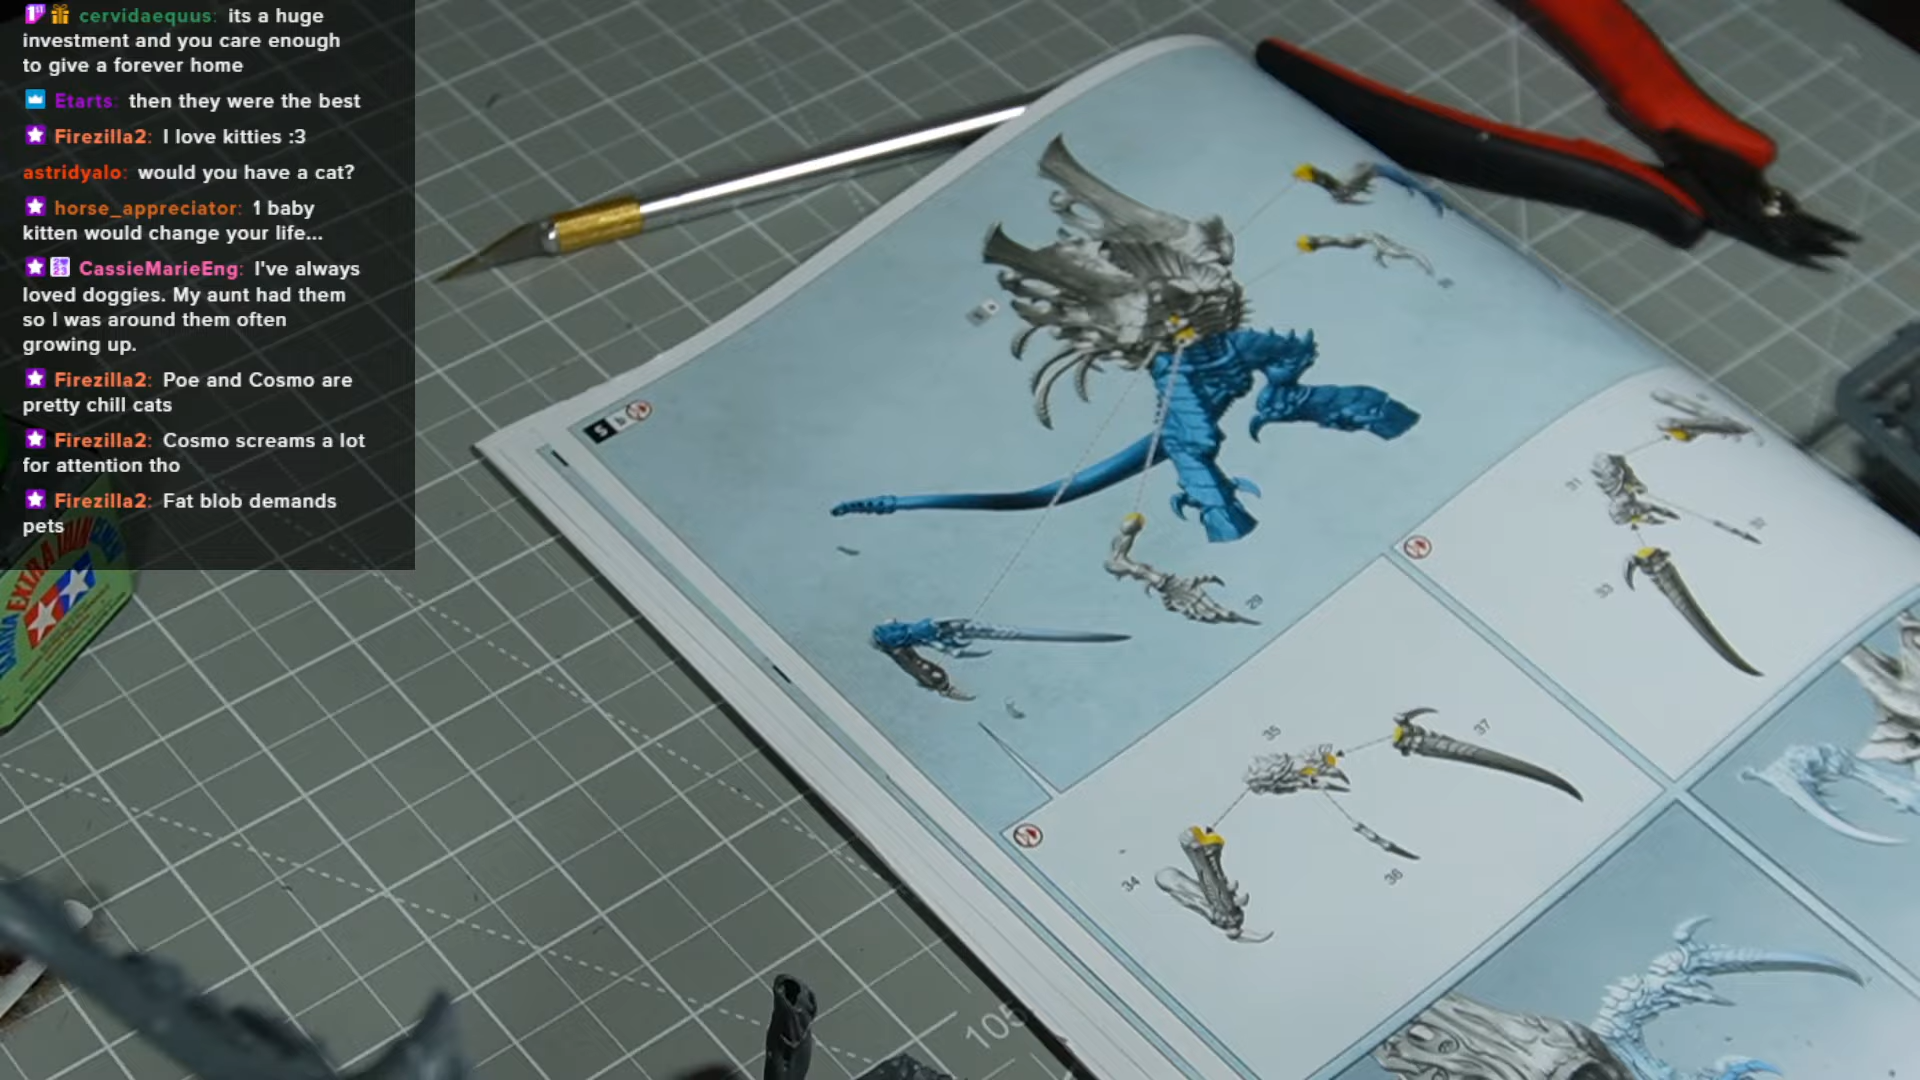 cervidaequus: its a huge
investment and you care enough
to give a forever home
Etarts: then they were the best
Firezilla2: I love kitties :3
astridyalo: would you have a cat?
horse_appreciator: 1 baby
kitten would change your life...
CassieMarieEng: I've always
loved doggies. My aunt had them
so I was around them often
growing up.
Firezilla2: Poe and Cosmo are
pretty chill cats
Firezilla2: Cosmo screams a lot
for attention tho
Firezilla2: Fat blob demands
pets
EXTRA THIN
5 b
29
31
33
35
37
34
36
105